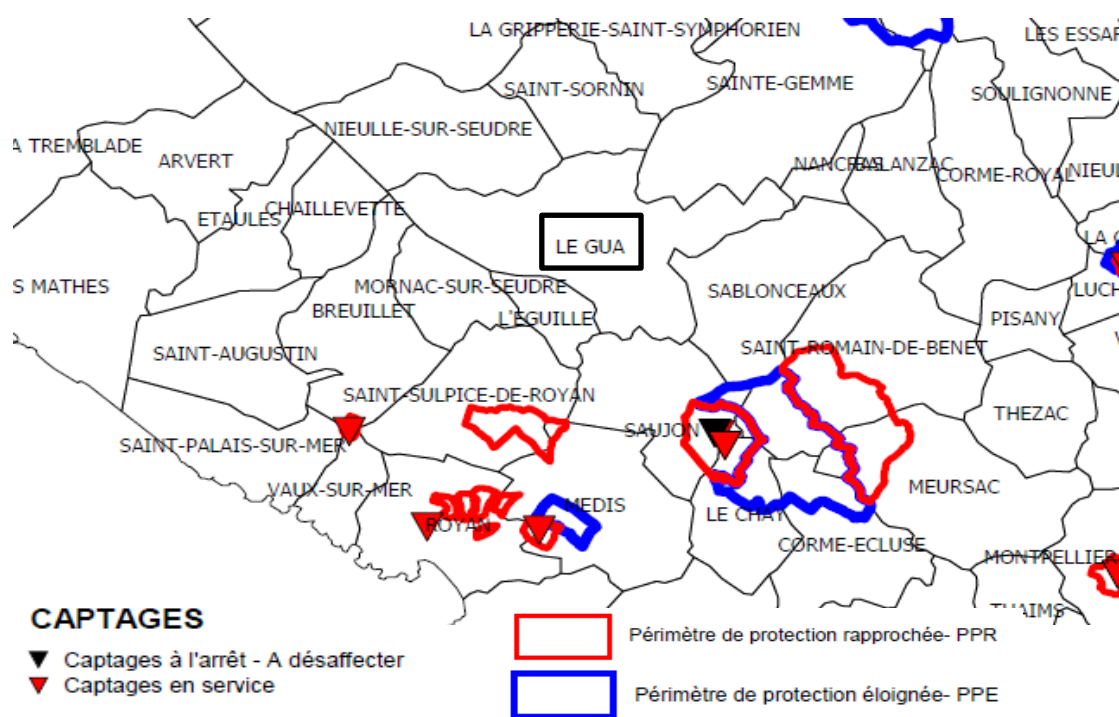 LA GRIPPERIE-SAINT-SYMPHORIEN
LES ESSAR
SAINT-SORNIN
SAINTE-GEMME
SOULIGNONNE
NIEULLE-SUR-SEUDRE
A TREMBLADE
ARVERT
NANCRAS
BALANZAC
CORME-ROYAL
NIEUL
CHAILLEVETTE
ETAULES
LE GUA
LA C
S MATHES
MORNAC-SUR-SEUDRE
SABLONCEAUX
LUCH
BREUILLET
L'EGUILLE
PISANY
V
SAINT-AUGUSTIN
SAINT-ROMAIN-DE-BENET
SAINT-SULPICE-DE-ROYAN
THEZAC
SAINT-PALAIS-SUR-MER
SAUJON
VAUX-SUR-MER
MEURSAC
MEDIS
LE CHAY
ROYAN
CORME-ECLUSE
MONTPELLIER
THAIMS
CAPTAGES
Captages à l'arrêt - A désaffecter
Captages en service
Périmètre de protection rapprochée- PPR
Périmètre de protection éloignée- PPE